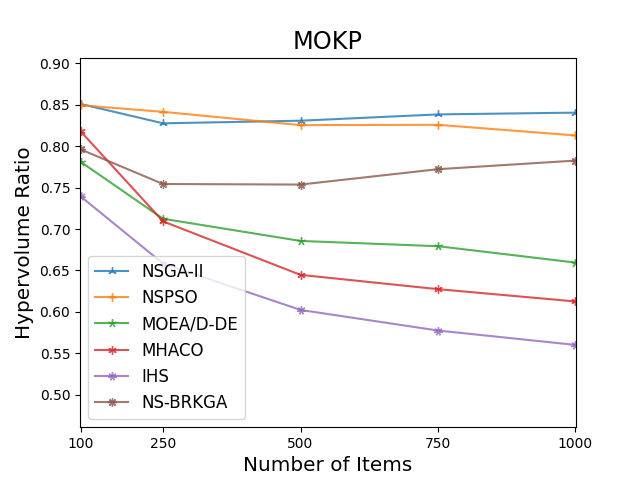 MOKP
Hypervolume Ratio
0.90
0.85
0.80
0.75
0.70
0.65
0.60
0.55
0.50
NSGA-II
NSPSO
MOEA/D-DE
MHACO
IHS
NS-BRKGA
100 250 500 750 1000
Number of Items